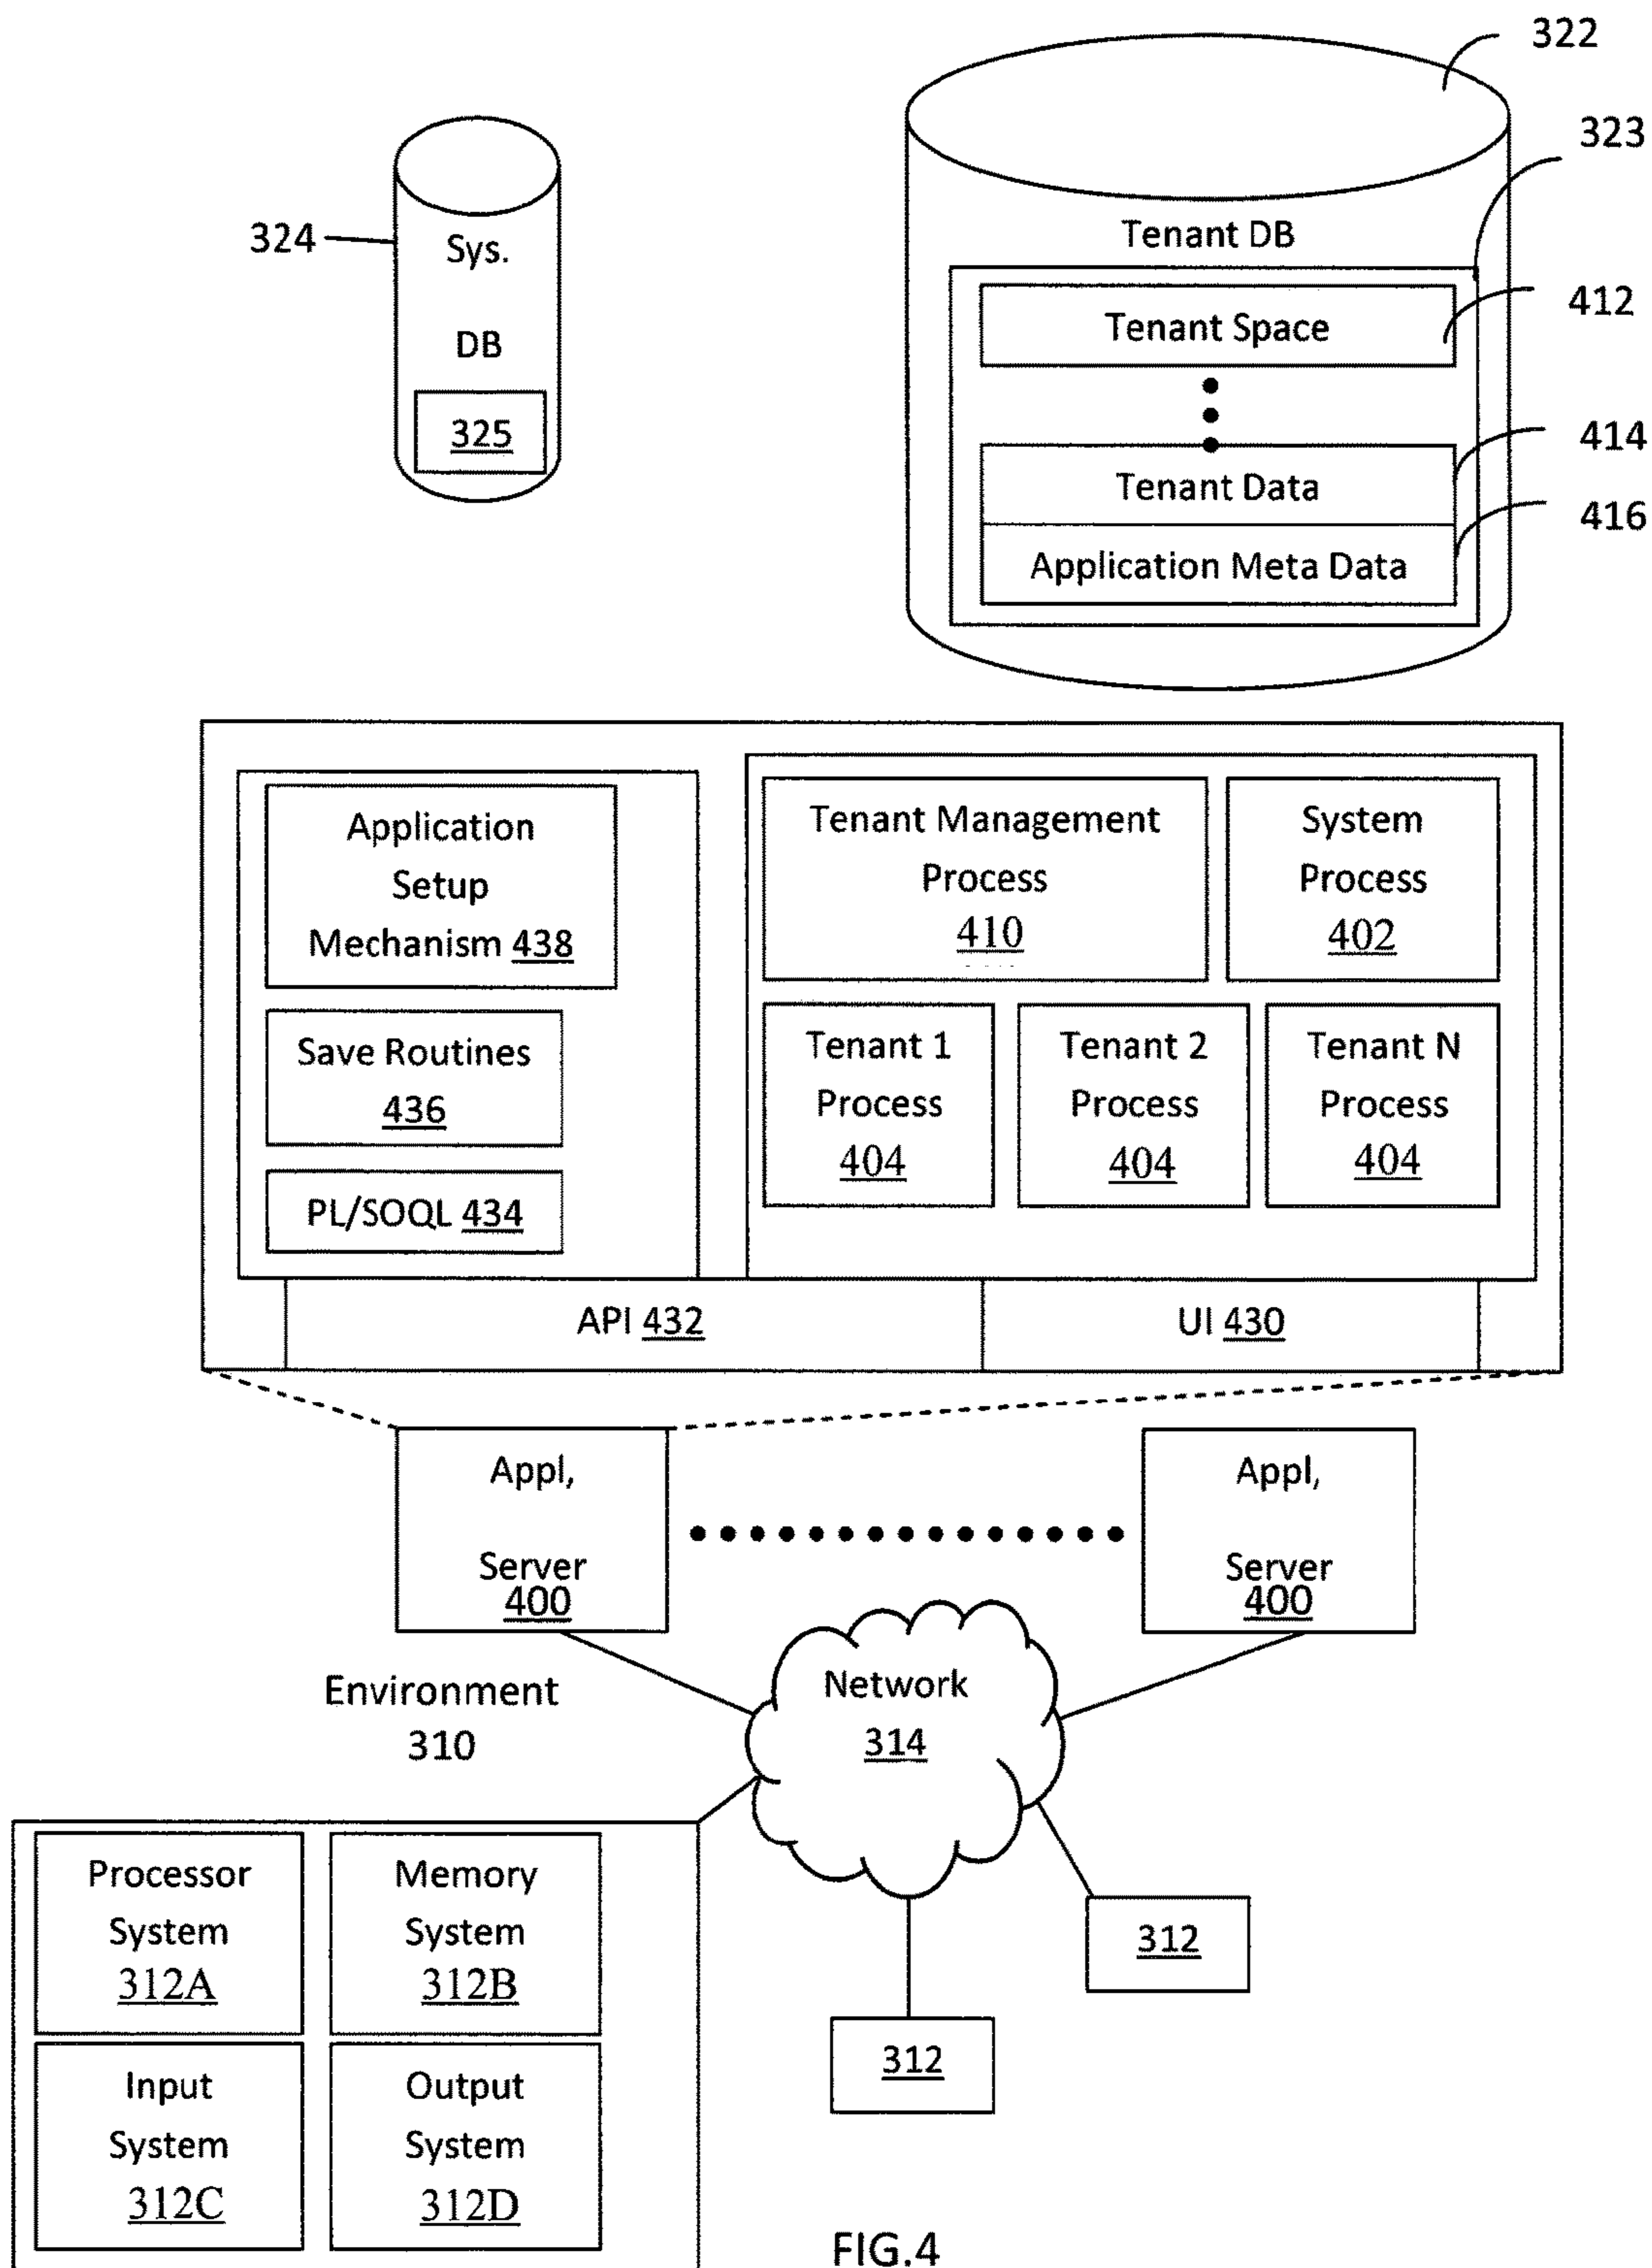 322
323
324
Sys.
DB
325
Tenant DB
Tenant Space
412
414
Tenant Data
416
Application Meta Data
Application
Setup
Mechanism 438
Save Routines
436
PL/SOQL 434
Tenant Management
Process
410
System
Process
402
Tenant 1
Process
404
Tenant 2
Process
404
Tenant N
Process
404
API 432
UI 430
Appl,
Server
400
Appl,
Server
400
Environment
310
Network
314
Processor
System
312A
Memory
System
312B
Input
System
312C
Output
System
312D
312
312
FIG.4